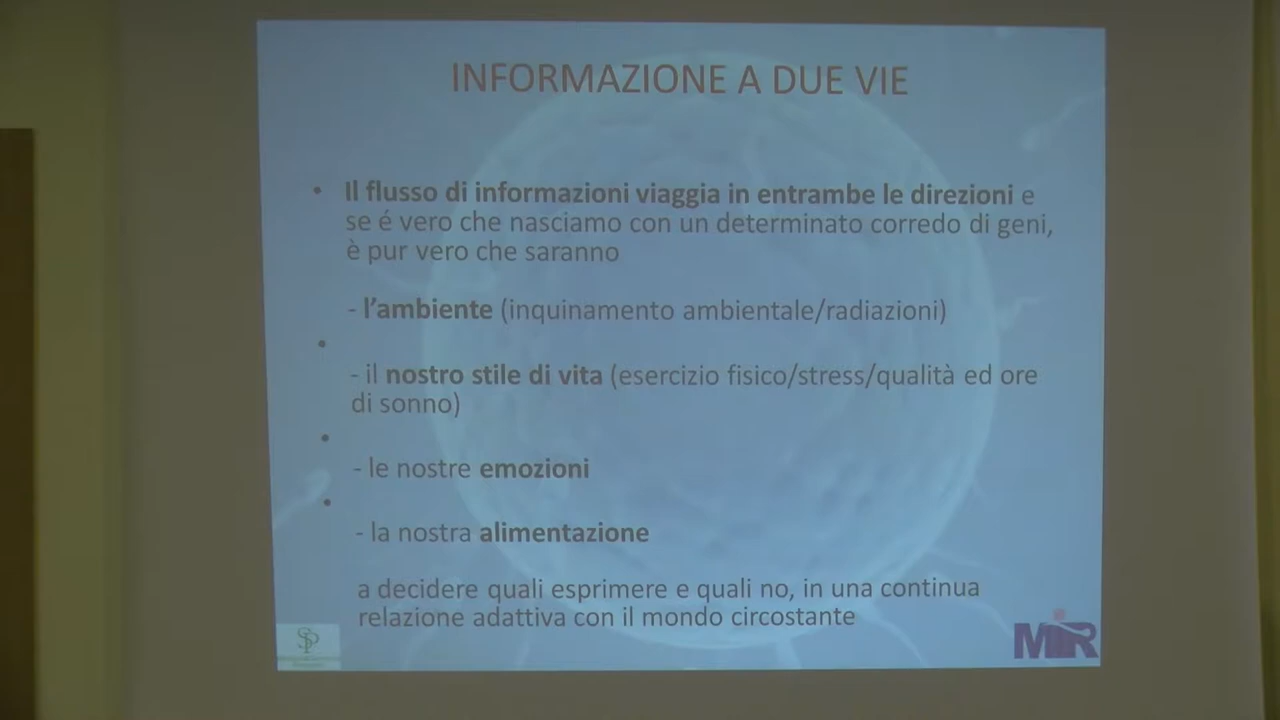 INFORMAZIONE A DUE VIE
• Il flusso di informazioni viaggia in entrambe le direzioni e
se é vero che nasciamo con un determinato corredo di geni,
è pur vero che saranno
- l’ambiente (inquinamento ambientale/radiazioni)
•
- il nostro stile di vita (esercizio fisico/stress/qualità ed ore
di sonno)
•
- le nostre emozioni
•
- la nostra alimentazione
a decidere quali esprimere e quali no, in una continua
relazione adattiva con il mondo circostante
SP
MIR